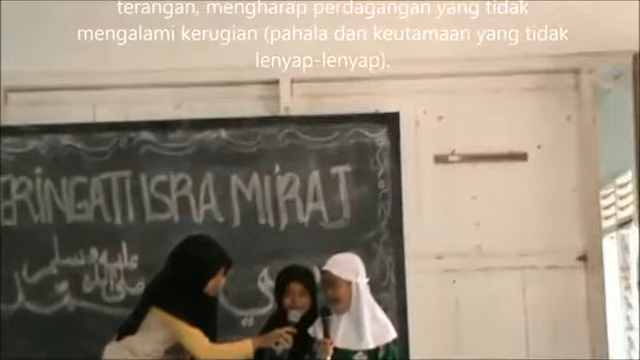 terangan, mengharap perdagangan yang tidak
mengalami kerugian (pahala dan keutamaan yang tidak
lenyap-lenyap).
ERINGATI ISRA MI'RAJ